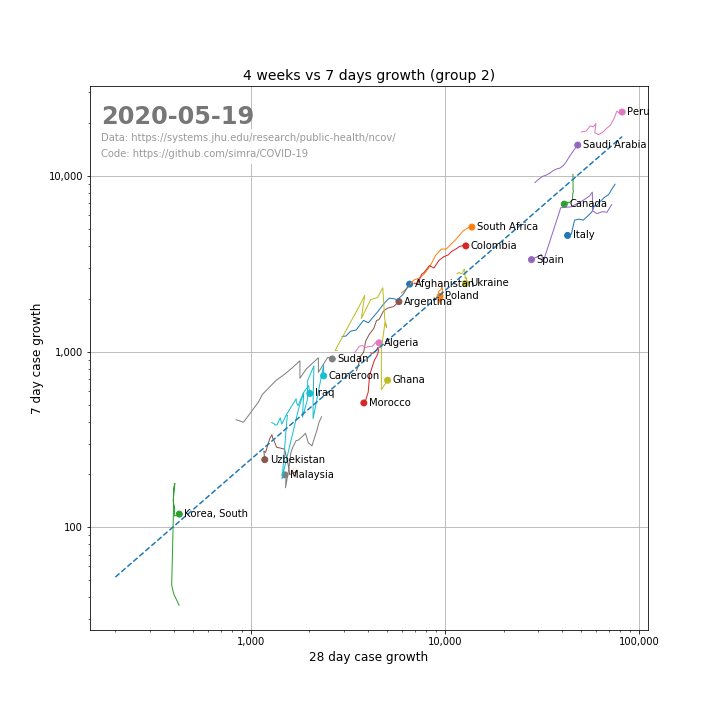 4 weeks vs 7 days growth (group 2)
2020-05-19
Data: https://systems.jhu.edu/research/public-health/ncov/
Code: https://github.com/simra/COVID-19
Peru
Saudi Arabia
Canada
South Africa
Italy
Colombia
Spain
Afghanistan
Ukraine
Poland
Argentina
Algeria
Sudan
Cameroon
Ghana
Iraq
Morocco
Uzbekistan
Malaysia
Korea, South
10,000
1,000
100
7 day case growth
1,000
10,000
100,000
28 day case growth